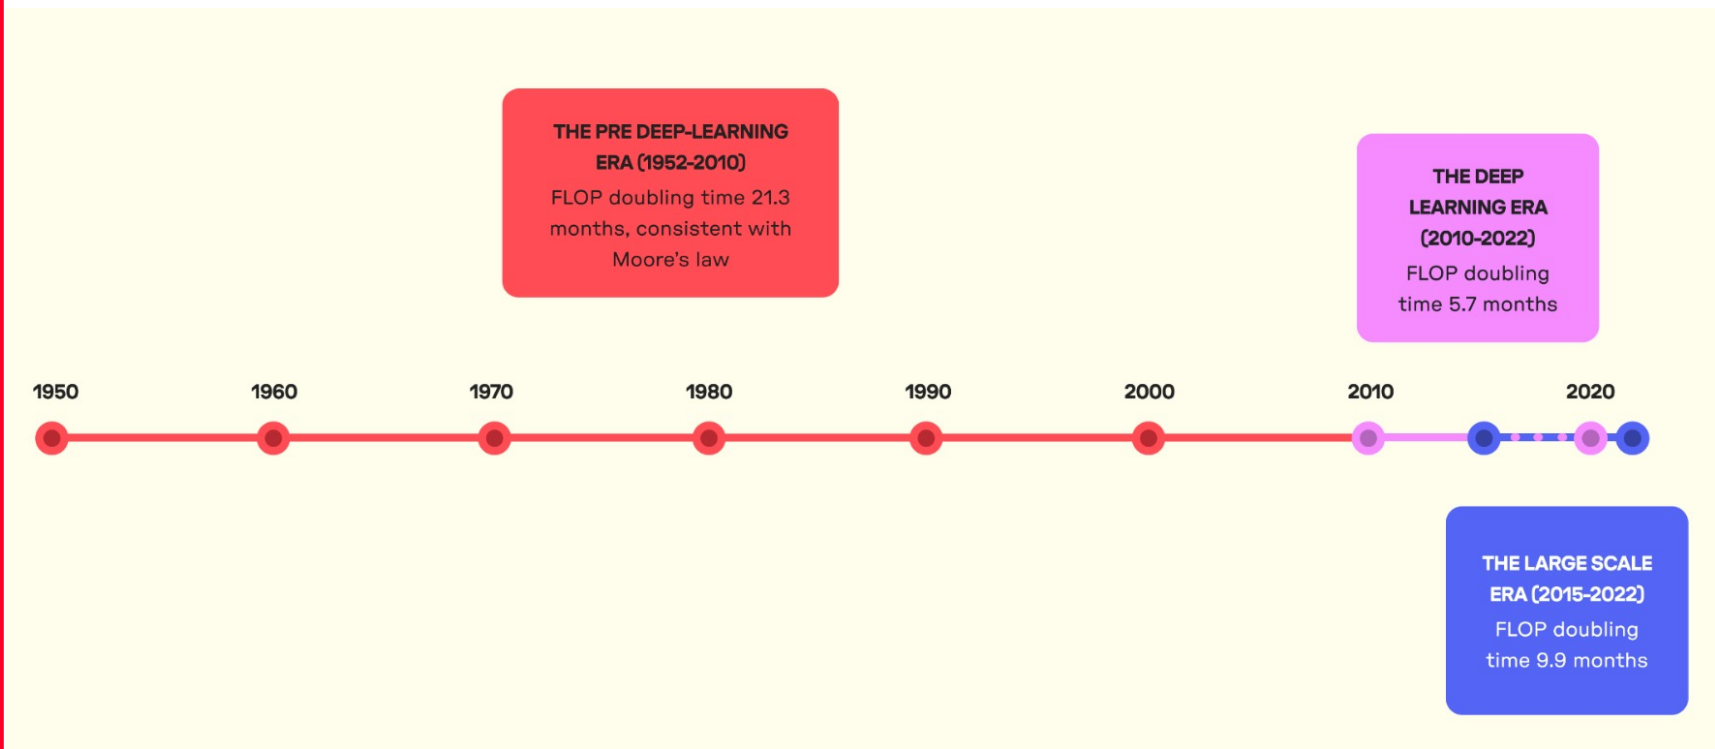 THE PRE DEEP-LEARNING
ERA (1952-2010)
FLOP doubling time 21.3
months, consistent with
Moore's law
THE DEEP
LEARNING ERA
(2010-2022)
FLOP doubling
time 5.7 months
1950 1960 1970 1980 1990 2000 2010 2020
THE LARGE SCALE
ERA (2015-2022)
FLOP doubling
time 9.9 months